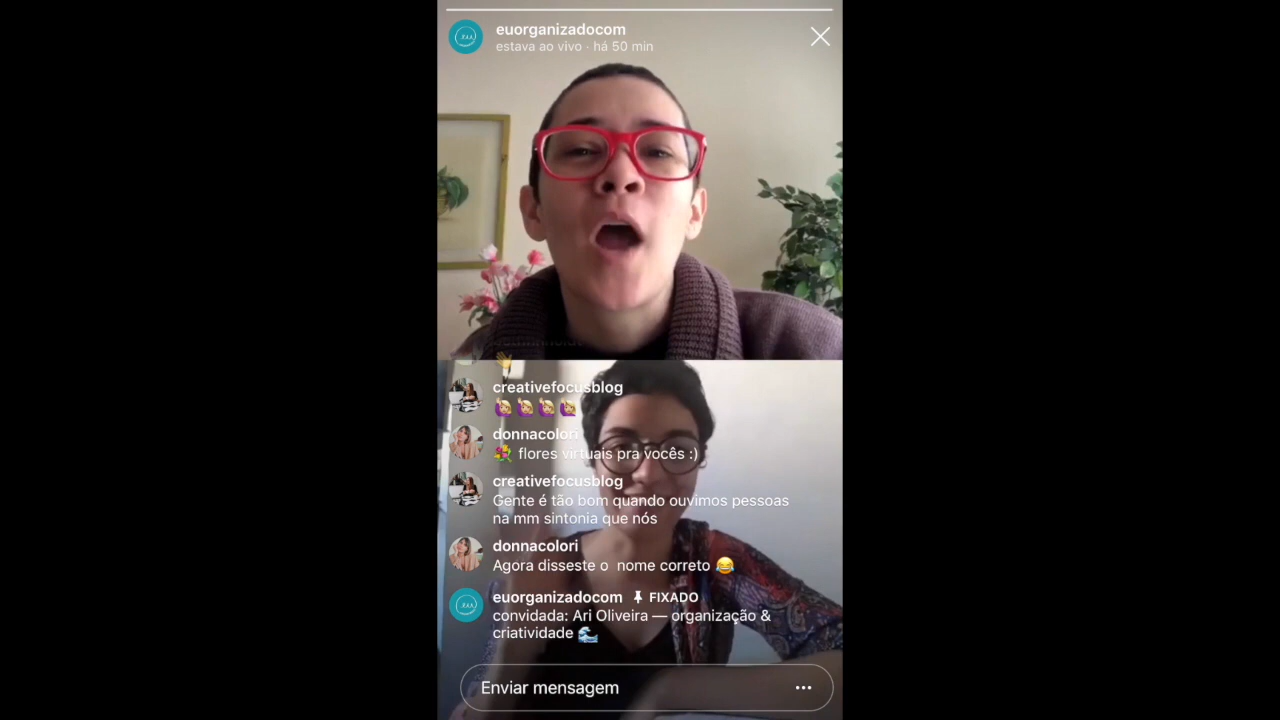 euorganizadocom
estava ao vivo · há 50 min
creativefocusblog
donnacolori
flores virtuais pra vocês :)
creativefocusblog
Gente é tão bom quando ouvimos pessoas
na mm sintonia que nós
donnacolori
Agora disseste o nome correto 😂
euorganizadocom FIXADO
convidada: Ari Oliveira — organização &
criatividade 🌊
Enviar mensagem